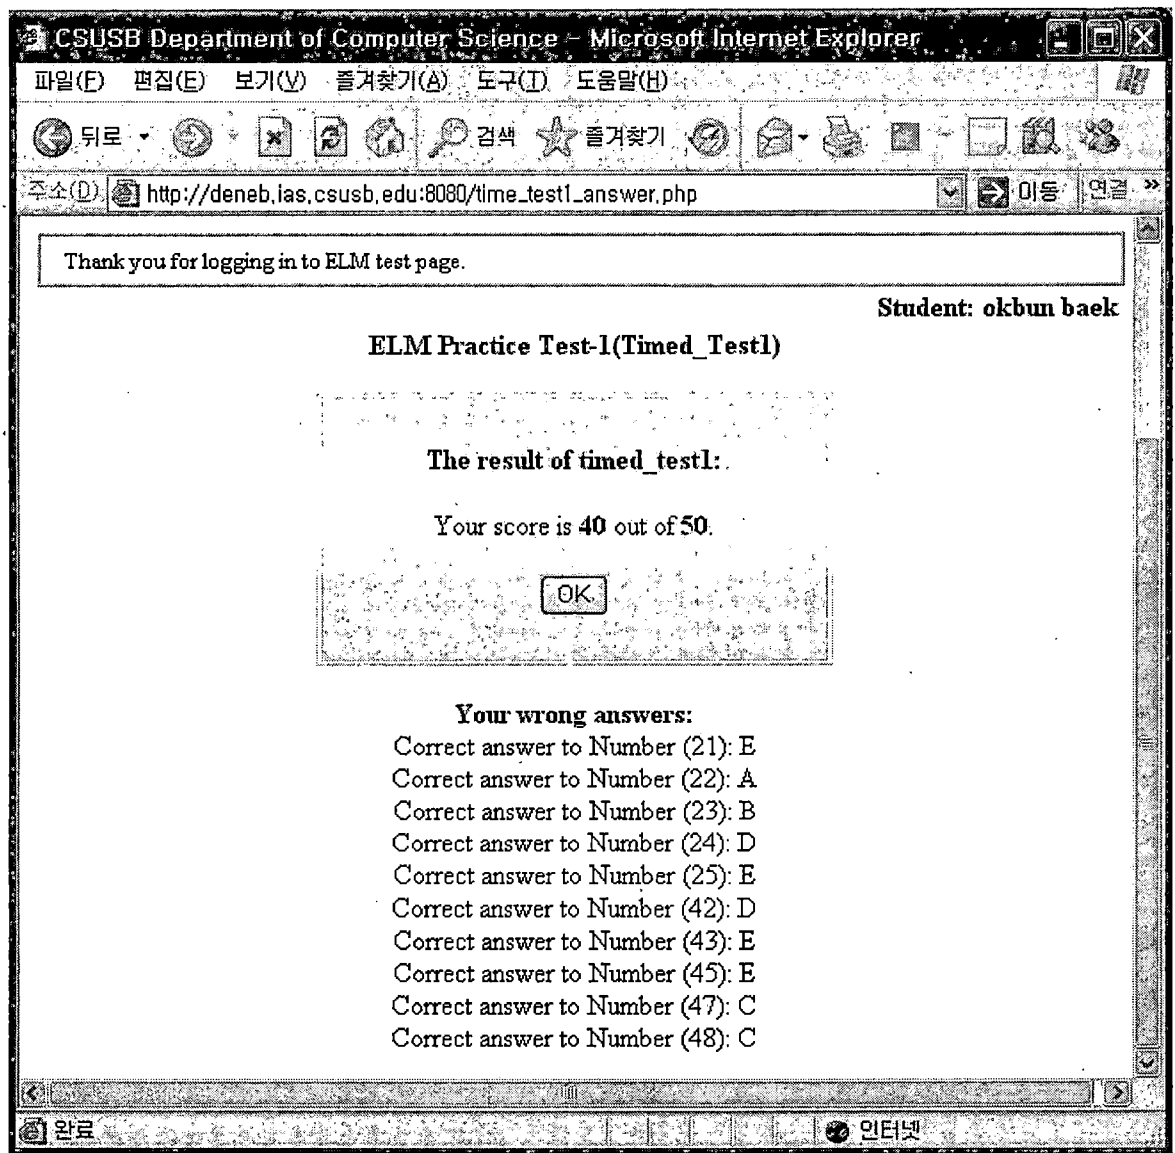 CSUSB Department of Computer Science - Microsoft Internet Explorer
파일(F) 편집(E) 보기(V) 즐겨찾기(A) 도구(T) 도움말(H)
뒤로 검색 즐겨찾기
주소(D) http://deneb.ias.csusb.edu:8080/time_test1_answer.php 이동 연결 »
Thank you for logging in to ELM test page.
Student: okbun baek
ELM Practice Test-1(Timed_Test1)
The result of timed_test1:
Your score is 40 out of 50.
OK
Your wrong answers:
Correct answer to Number (21): E
Correct answer to Number (22): A
Correct answer to Number (23): B
Correct answer to Number (24): D
Correct answer to Number (25): E
Correct answer to Number (42): D
Correct answer to Number (43): E
Correct answer to Number (45): E
Correct answer to Number (47): C
Correct answer to Number (48): C
완료 인터넷